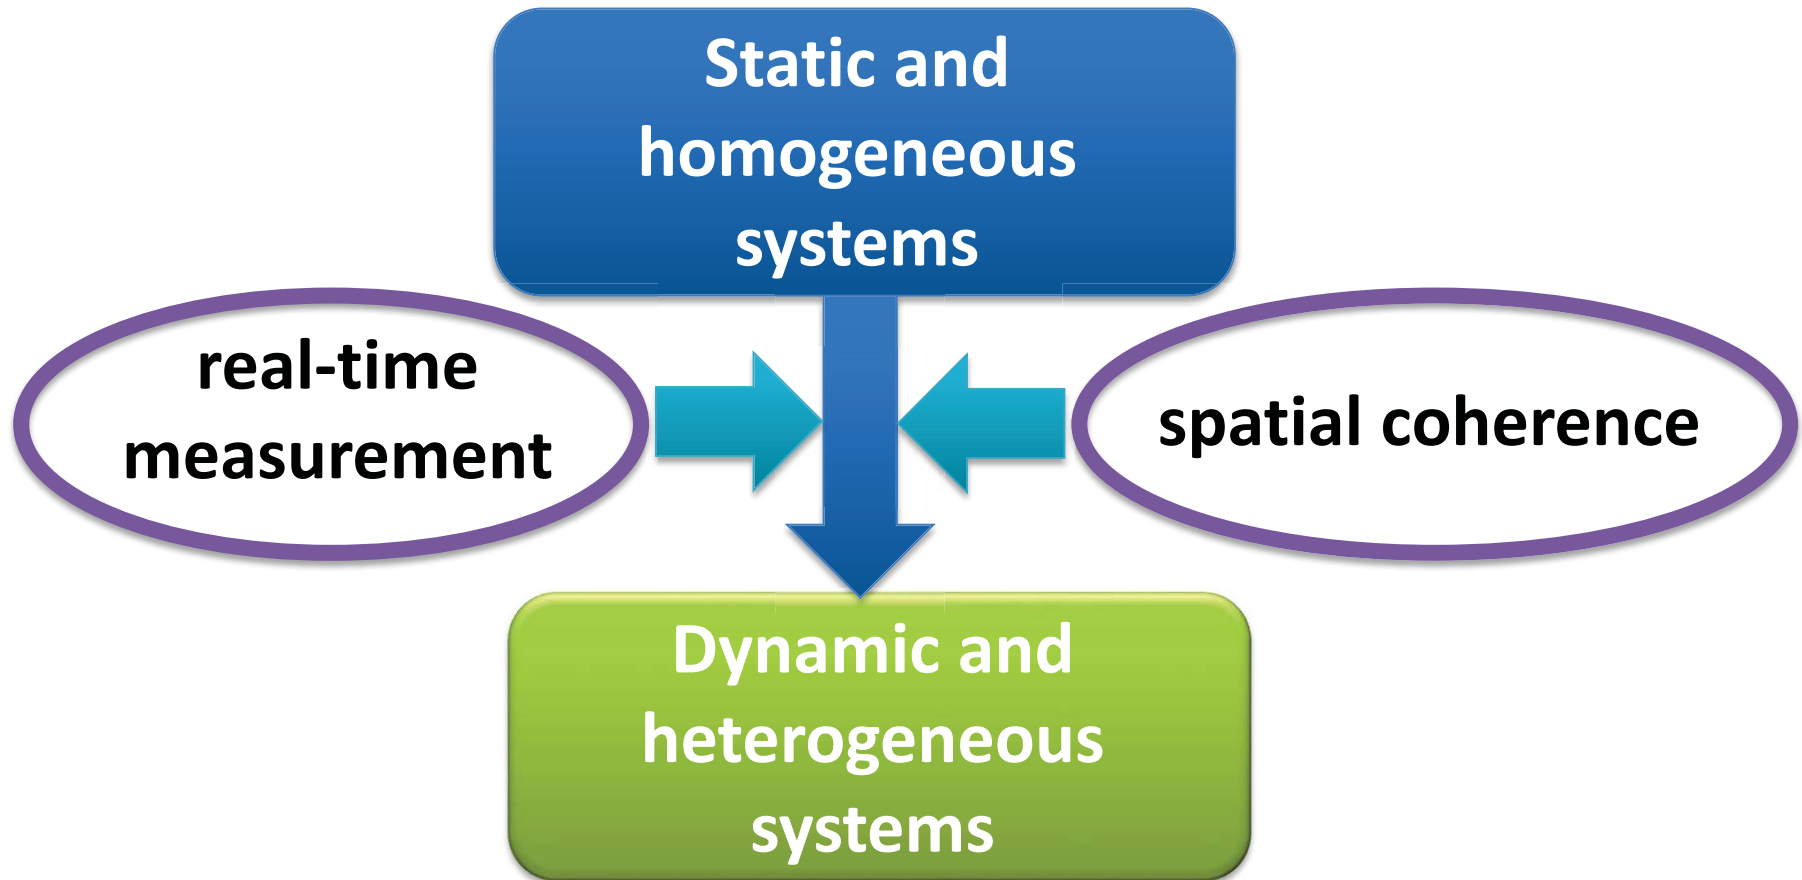 Static and
homogeneous
systems
real-time
measurement
spatial coherence
Dynamic and
heterogeneous
systems